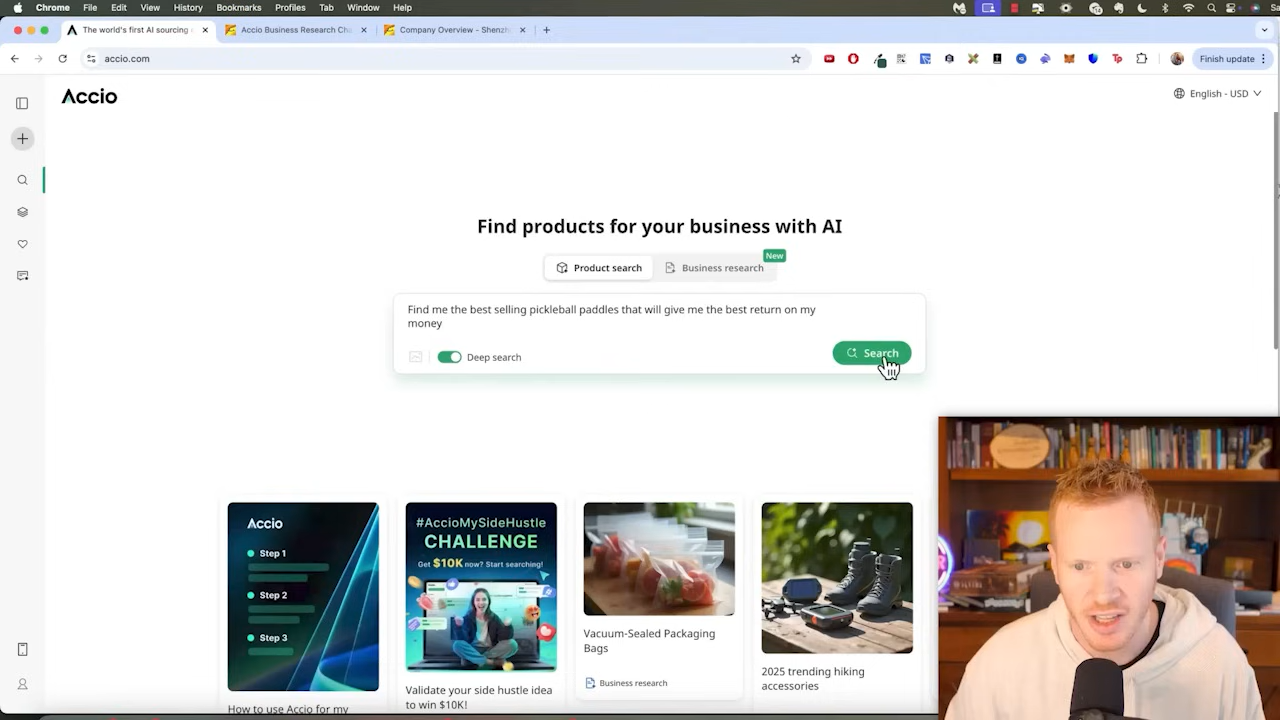 Chrome File Edit View History Bookmarks Profiles Tab Window Help
The world's first AI sourcing
Accio Business Research Cha
Company Overview - Shenzh
accio.com
Finish update
Accio
English - USD
Find products for your business with AI
New
Product search
Business research
Find me the best selling pickleball paddles that will give me the best return on my
money
Deep search
Search
Accio
Step 1
Step 2
Step 3
How to use Accio for my
#AccioMySideHustle
CHALLENGE
Get $10K now? Start searching!
Validate your side hustle idea
to win $10K!
Vacuum-Sealed Packaging
Bags
Business research
2025 trending hiking
accessories